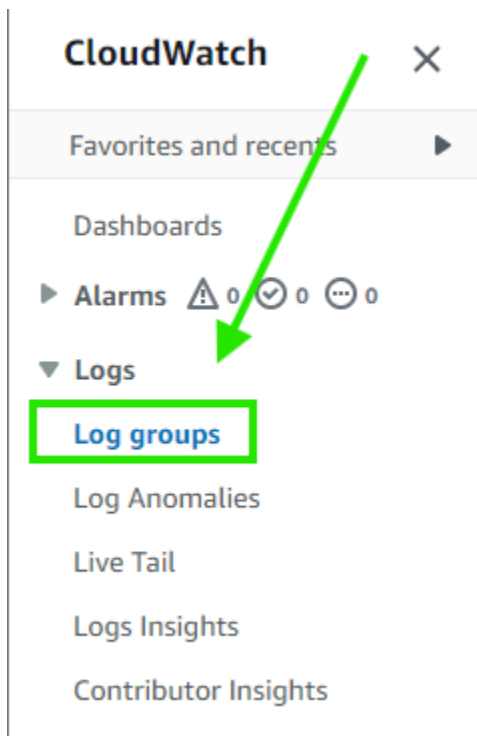 CloudWatch
Favorites and recents
Dashboards
Alarms 0 0 0
Logs
Log groups
Log Anomalies
Live Tail
Logs Insights
Contributor Insights